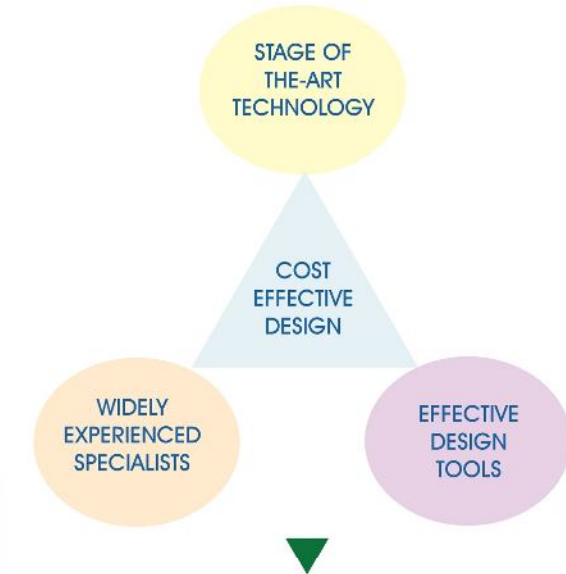 STAGE OF
THE-ART
TECHNOLOGY
COST
EFFECTIVE
DESIGN
WIDELY
EXPERIENCED
SPECIALISTS
EFFECTIVE
DESIGN
TOOLS